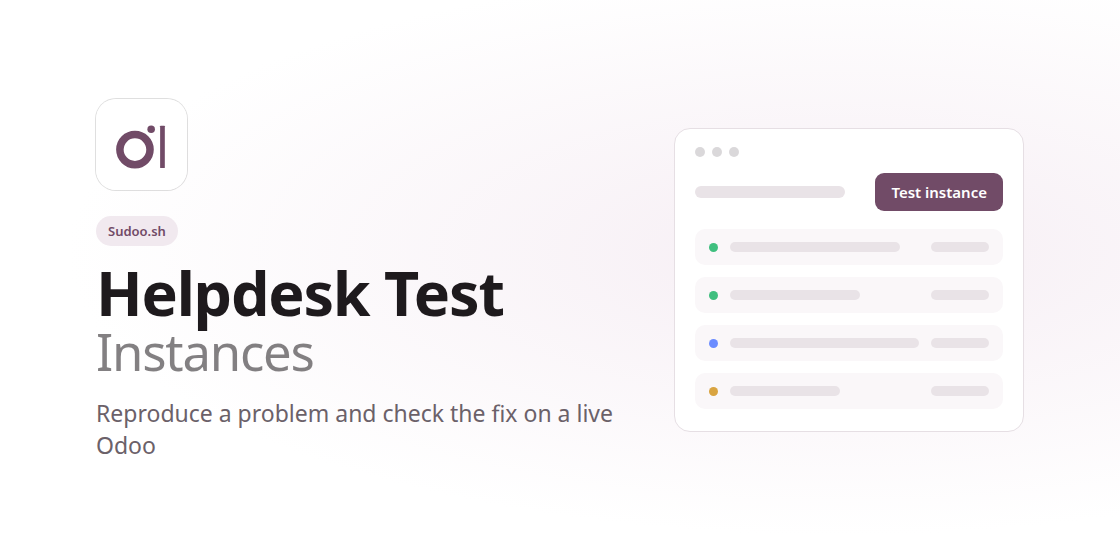 Sudoo.sh
Helpdesk Test
Instances
Reproduce a problem and check the fix on a live
Odoo
Test instance